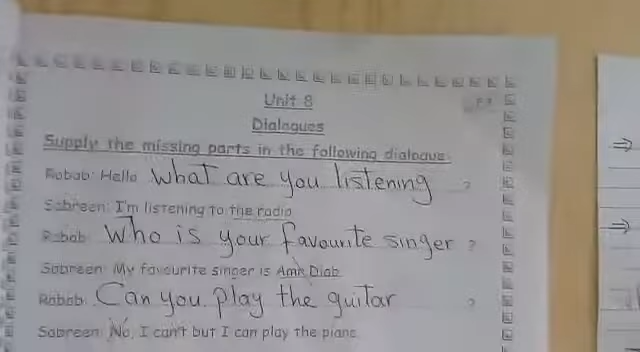 Unit 8
Dialogues
Supply the missing parts in the following dialogue:
Rabab: Hello What are you listening ?
Sabreen: I'm listening to the radio
Rabab: Who is your favourite singer ?
Sabreen: My favourite singer is Amr Diab
Rabab: Can you play the guitar ?
Sabreen: No, I can't but I can play the piano